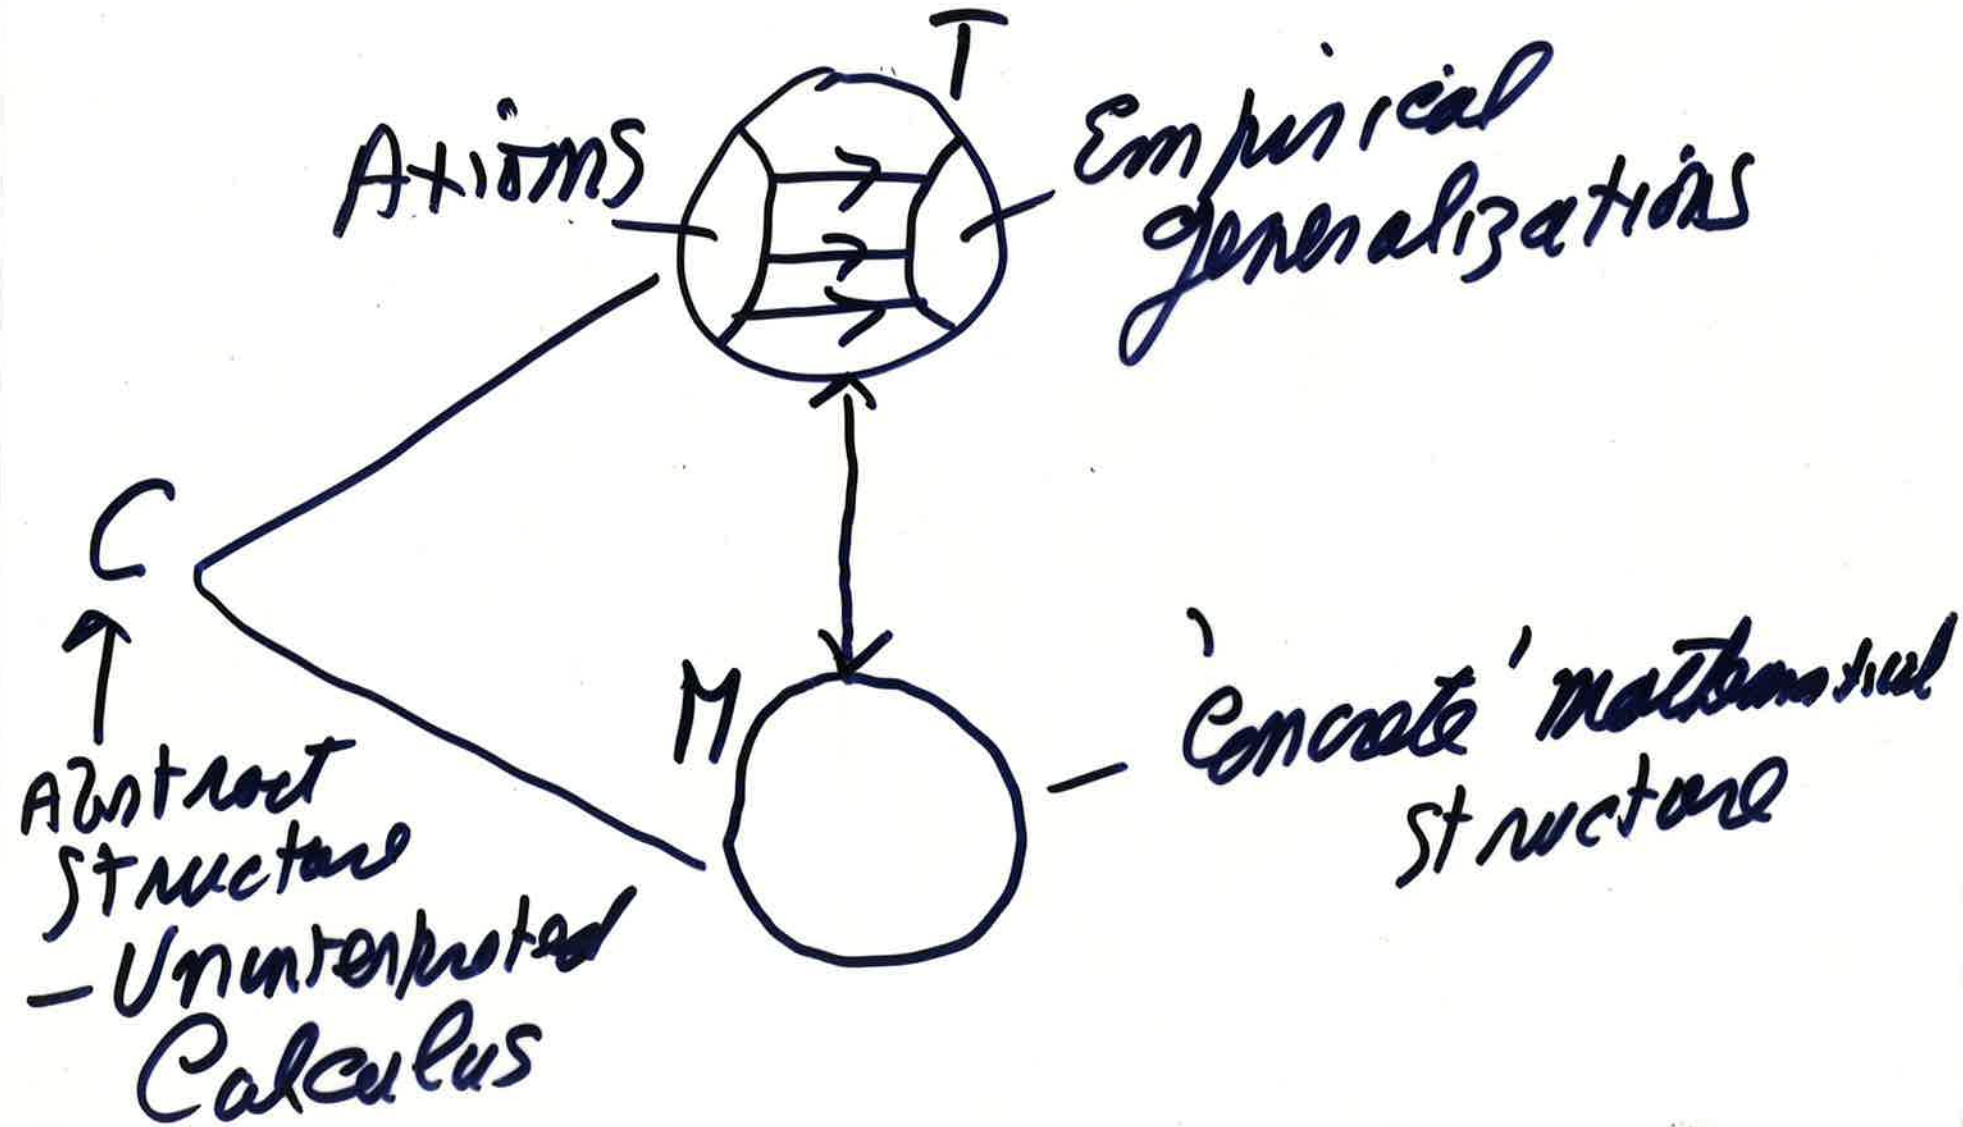 T
Axioms
Empirical
generalizations
C
M
'Concrete' mathematical
structure
Abstract
structure
– Uninterpreted
Calculus